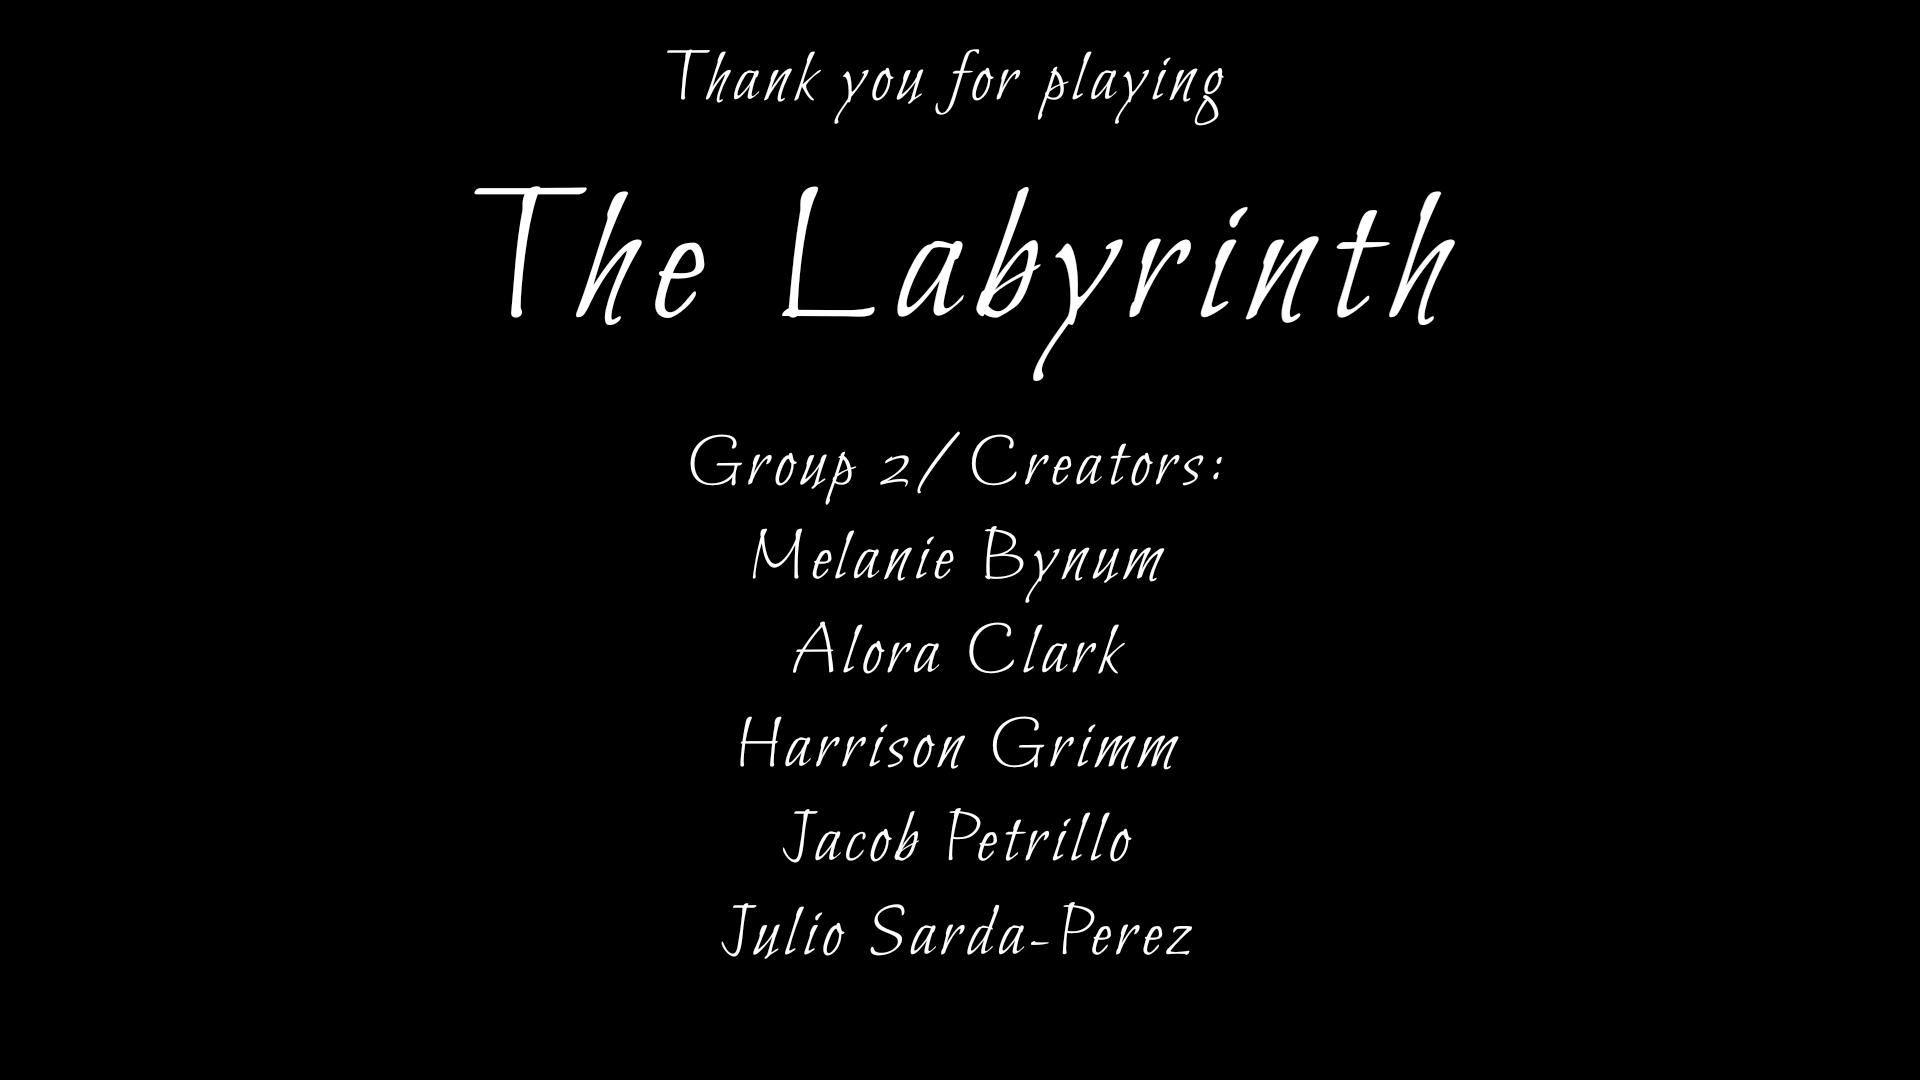 Thank you for playing
The Labyrinth
Group 2/ Creators:
Melanie Bynum
Alora Clark
Harrison Grimm
Jacob Petrillo
Julio Sarda-Perez